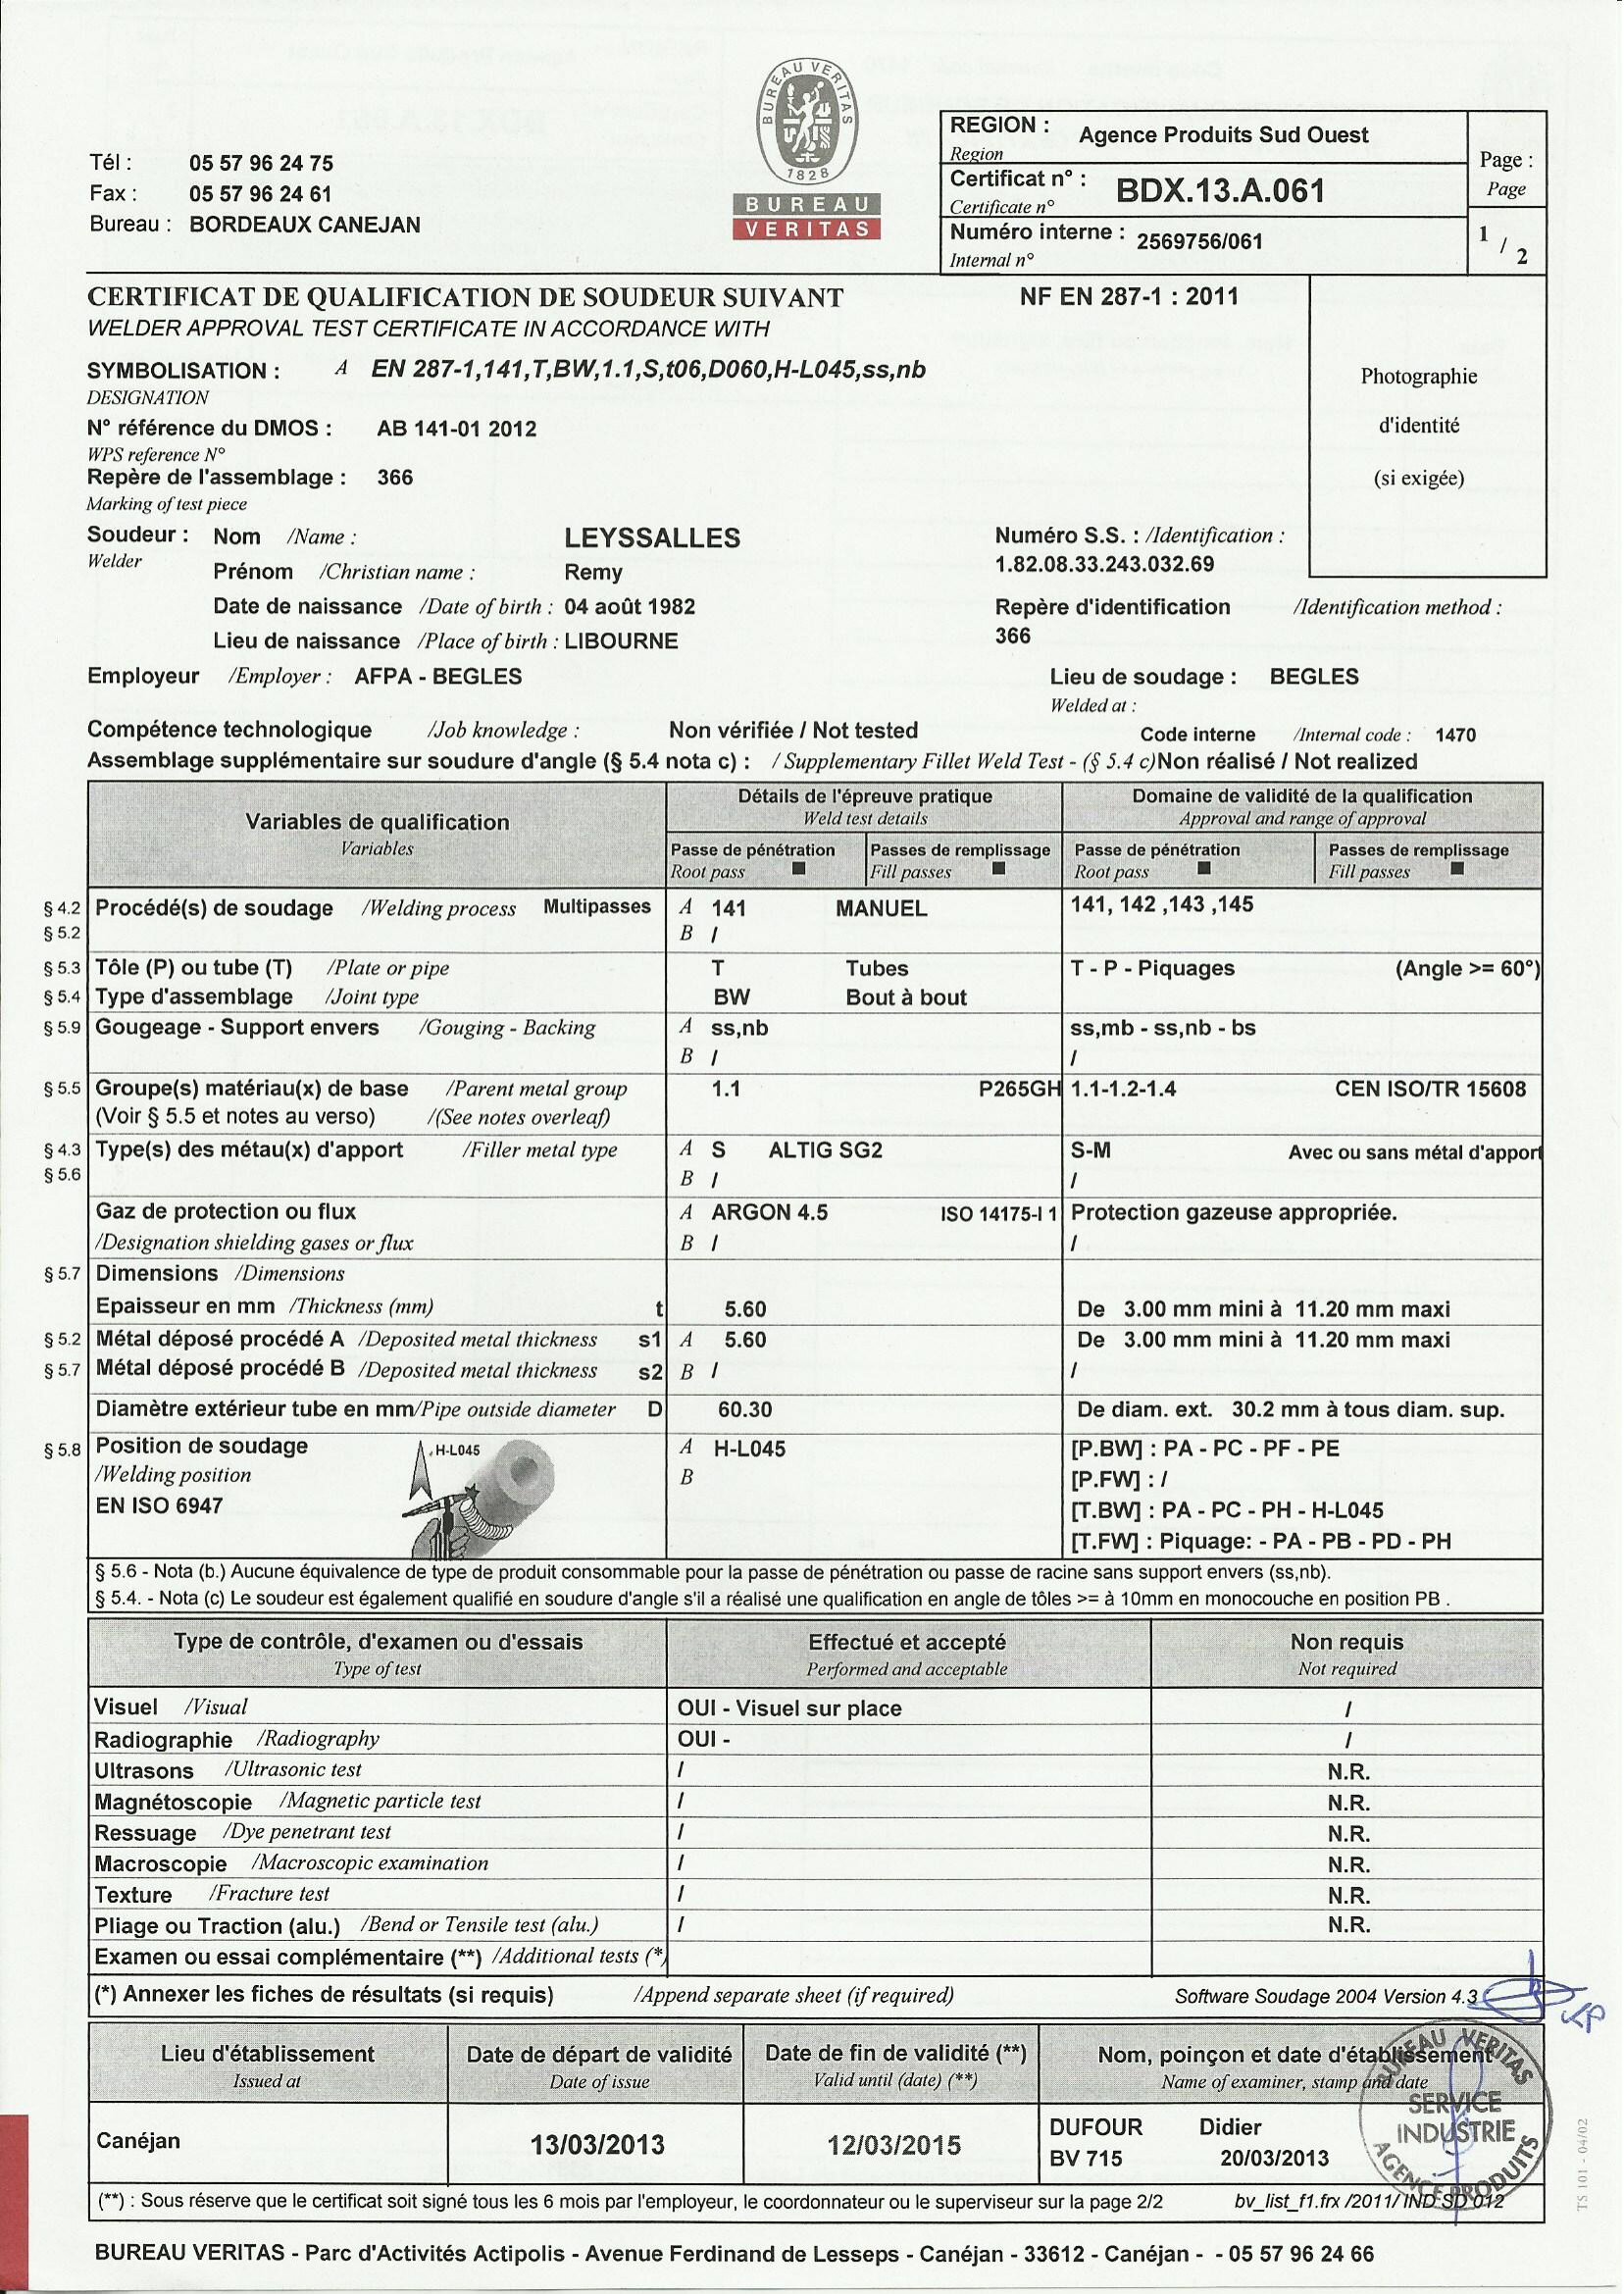 BUREAU VERITAS
1828
BUREAU
VERITAS
Tél : 05 57 96 24 75
Fax : 05 57 96 24 61
Bureau : BORDEAUX CANEJAN
REGION : Agence Produits Sud Ouest
Region
Certificat n° : BDX.13.A.061
Certificate n°
Numéro interne : 2569756/061
Internal n°
Page :
Page
1 / 2
CERTIFICAT DE QUALIFICATION DE SOUDEUR SUIVANT NF EN 287-1 : 2011
WELDER APPROVAL TEST CERTIFICATE IN ACCORDANCE WITH
SYMBOLISATION : A EN 287-1,141,T,BW,1.1,S,t06,D060,H-L045,ss,nb
DESIGNATION
N° référence du DMOS : AB 141-01 2012
WPS reference N°
Repère de l'assemblage : 366
Marking of test piece
Photographie
d'identité
(si exigée)
Soudeur : Nom /Name : LEYSSALLES Numéro S.S. : /Identification :
Welder
1.82.08.33.243.032.69
Prénom /Christian name : Remy
Date de naissance /Date of birth : 04 août 1982 Repère d'identification /Identification method :
366
Lieu de naissance /Place of birth : LIBOURNE
Employeur /Employer : AFPA - BEGLES Lieu de soudage : BEGLES
Welded at :
Compétence technologique /Job knowledge : Non vérifiée / Not tested Code interne /Internal code : 1470
Assemblage supplémentaire sur soudure d'angle (§ 5.4 nota c) : / Supplementary Fillet Weld Test - (§ 5.4 c)Non réalisé / Not realized
Variables de qualification
Variables
Détails de l'épreuve pratique
Weld test details
Domaine de validité de la qualification
Approval and range of approval
Passe de pénétration Passes de remplissage Passe de pénétration Passes de remplissage
Root pass ■ Fill passes ■ Root pass ■ Fill passes ■
§ 4.2 Procédé(s) de soudage /Welding process Multipasses A 141 MANUEL 141, 142 ,143 ,145
§ 5.2 B /
§ 5.3 Tôle (P) ou tube (T) /Plate or pipe T Tubes T - P - Piquages (Angle >= 60°)
§ 5.4 Type d'assemblage /Joint type BW Bout à bout
§ 5.9 Gougeage - Support envers /Gouging - Backing A ss,nb ss,mb - ss,nb - bs
B / /
§ 5.5 Groupe(s) matériau(x) de base /Parent metal group 1.1 P265GH 1.1-1.2-1.4 CEN ISO/TR 15608
(Voir § 5.5 et notes au verso) /(See notes overleaf)
§ 4.3 Type(s) des métau(x) d'apport /Filler metal type A S ALTIG SG2 S-M Avec ou sans métal d'apport
§ 5.6 B / /
Gaz de protection ou flux A ARGON 4.5 ISO 14175-I 1 Protection gazeuse appropriée.
/Designation shielding gases or flux B / /
§ 5.7 Dimensions /Dimensions
Epaisseur en mm /Thickness (mm) t 5.60 De 3.00 mm mini à 11.20 mm maxi
§ 5.2 Métal déposé procédé A /Deposited metal thickness s1 A 5.60 De 3.00 mm mini à 11.20 mm maxi
§ 5.7 Métal déposé procédé B /Deposited metal thickness s2 B / /
Diamètre extérieur tube en mm/Pipe outside diameter D 60.30 De diam. ext. 30.2 mm à tous diam. sup.
§ 5.8 Position de soudage H-L045 A H-L045 [P.BW] : PA - PC - PF - PE
/Welding position B [P.FW] : /
EN ISO 6947 [T.BW] : PA - PC - PH - H-L045
[T.FW] : Piquage: - PA - PB - PD - PH
§ 5.6 - Nota (b.) Aucune équivalence de type de produit consommable pour la passe de pénétration ou passe de racine sans support envers (ss,nb).
§ 5.4. - Nota (c) Le soudeur est également qualifié en soudure d'angle s'il a réalisé une qualification en angle de tôles >= à 10mm en monocouche en position PB .
Type de contrôle, d'examen ou d'essais Effectué et accepté Non requis
Type of test Performed and acceptable Not required
Visuel /Visual OUI - Visuel sur place /
Radiographie /Radiography OUI - /
Ultrasons /Ultrasonic test / N.R.
Magnétoscopie /Magnetic particle test / N.R.
Ressuage /Dye penetrant test / N.R.
Macroscopie /Macroscopic examination / N.R.
Texture /Fracture test / N.R.
Pliage ou Traction (alu.) /Bend or Tensile test (alu.) / N.R.
Examen ou essai complémentaire (**) /Additional tests (*
(*) Annexer les fiches de résultats (si requis) /Append separate sheet (if required) Software Soudage 2004 Version 4.3
Lieu d'établissement Date de départ de validité Date de fin de validité (**) Nom, poinçon et date d'établissement
Issued at Date of issue Valid until (date) (**) Name of examiner, stamp and date
Canéjan 13/03/2013 12/03/2015 DUFOUR Didier
BV 715 20/03/2013
BUREAU VERITAS
SERVICE
INDUSTRIE
AGENCE PRODUITS
(**) : Sous réserve que le certificat soit signé tous les 6 mois par l'employeur, le coordonnateur ou le superviseur sur la page 2/2 bv_list_f1.frx /2011/ IND SD 012
TS 101 - 04/02
BUREAU VERITAS - Parc d'Activités Actipolis - Avenue Ferdinand de Lesseps - Canéjan - 33612 - Canéjan - - 05 57 96 24 66